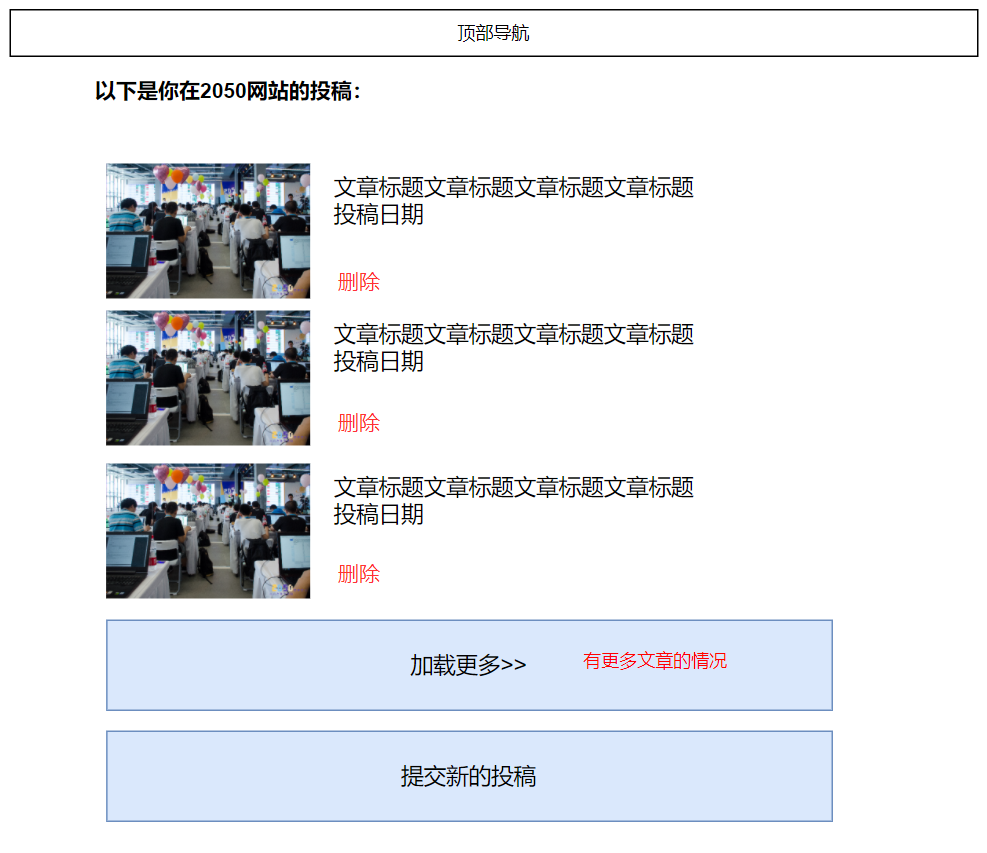 顶部导航
以下是你在2050网站的投稿：
文章标题文章标题文章标题文章标题
投稿日期
删除
文章标题文章标题文章标题文章标题
投稿日期
删除
文章标题文章标题文章标题文章标题
投稿日期
删除
加载更多>> 有更多文章的情况
提交新的投稿